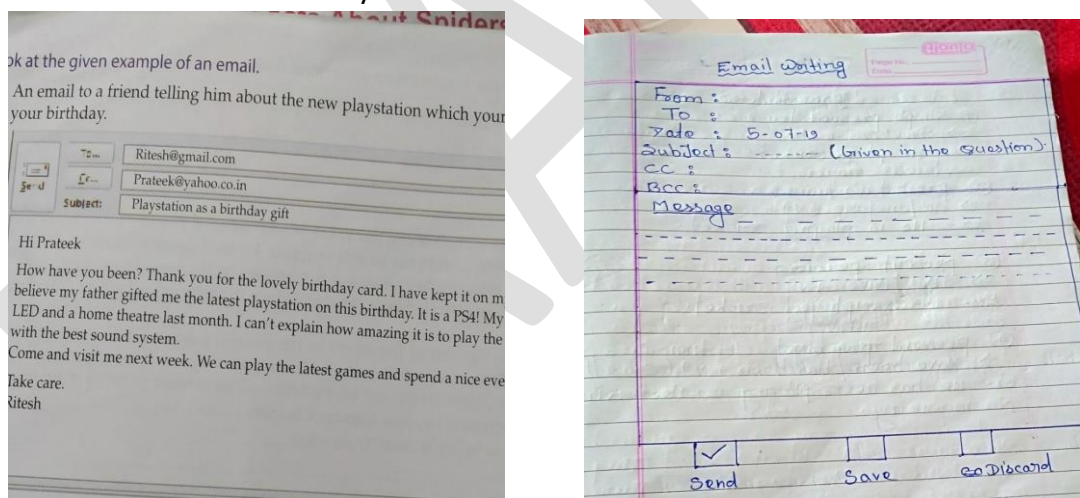 About Spiders
ok at the given example of an email.
An email to a friend telling him about the new playstation which your
your birthday.
To...
Ritesh@gmail.com
Send
Cc...
Prateek@yahoo.co.in
Subject:
Playstation as a birthday gift
Hi Prateek
How have you been? Thank you for the lovely birthday card. I have kept it on m
believe my father gifted me the latest playstation on this birthday. It is a PS4! My
LED and a home theatre last month. I can't explain how amazing it is to play the
with the best sound system.
Come and visit me next week. We can play the latest games and spend a nice eve
Take care.
Ritesh
Email Writing
From :
To :
Date : 5-07-19
Subject : ------ (Given in the Question).
CC :
BCC :
Message
Send
Save
Discard